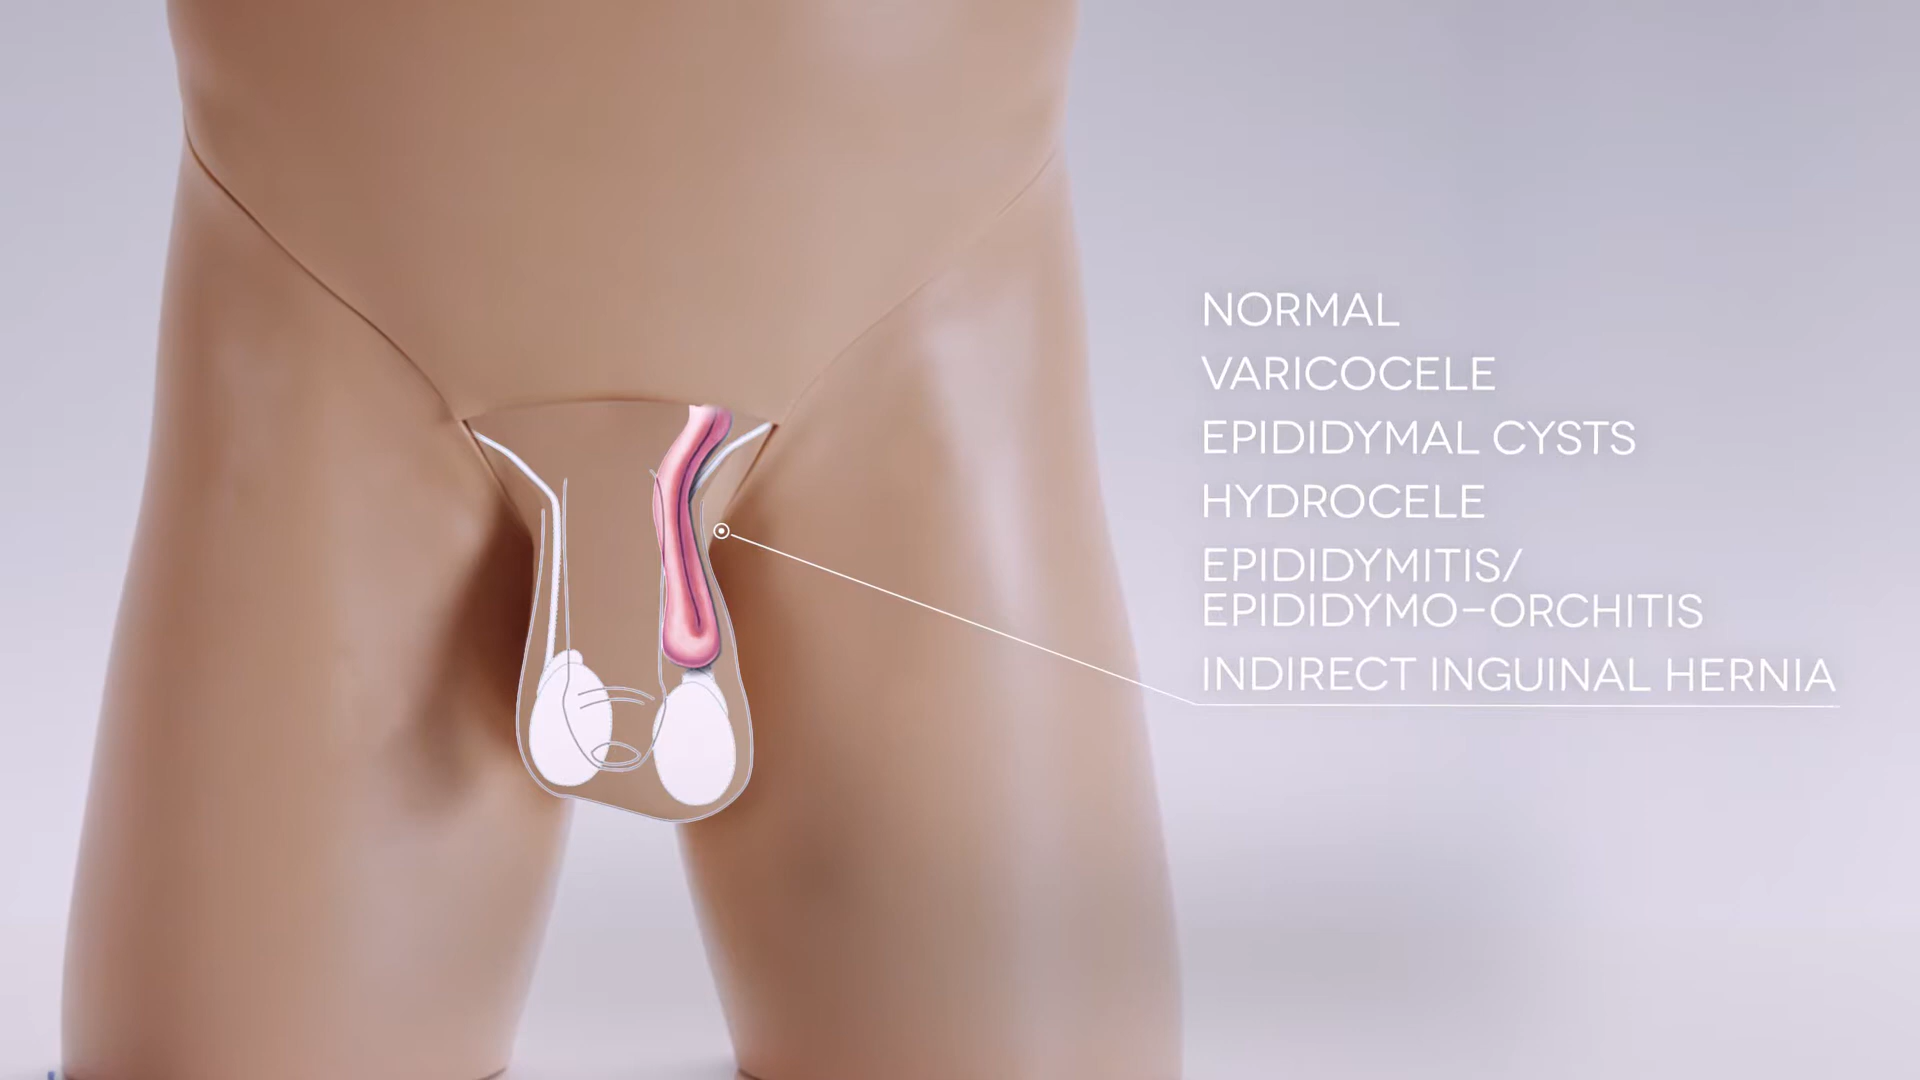 NORMAL
VARICOCELE
EPIDIDYMAL CYSTS
HYDROCELE
EPIDIDYMITIS/
EPIDIDYMO-ORCHITIS
INDIRECT INGUINAL HERNIA